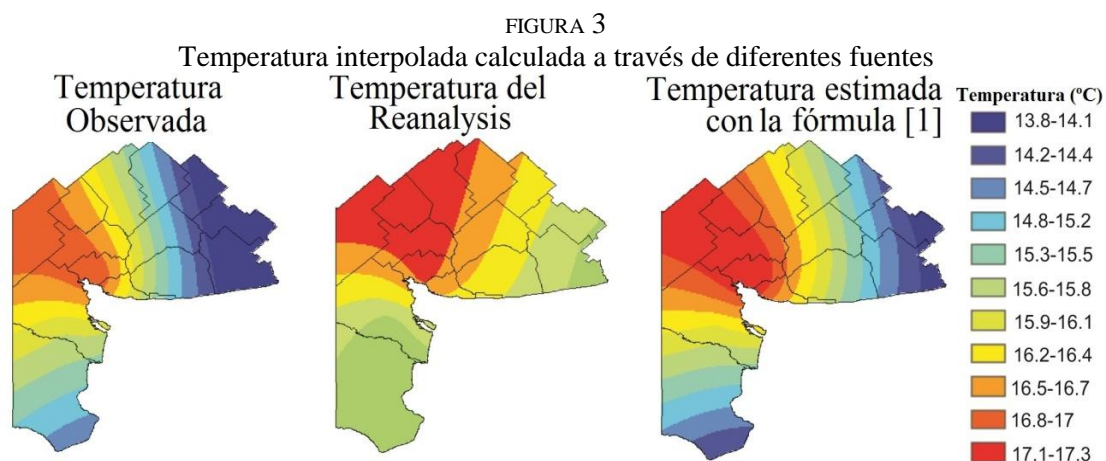 FIGURA 3
Temperatura interpolada calculada a través de diferentes fuentes
Temperatura
Observada
Temperatura del
Reanalysis
Temperatura estimada
con la fórmula [1]
Temperatura (ºC)
13.8-14.1
14.2-14.4
14.5-14.7
14.8-15.2
15.3-15.5
15.6-15.8
15.9-16.1
16.2-16.4
16.5-16.7
16.8-17
17.1-17.3